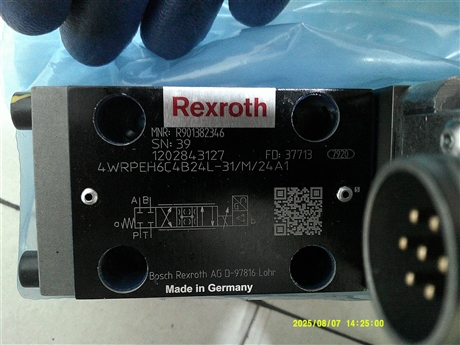 Rexroth
MNR: R901382346
SN: 39
1202843127 FD: 37713 7920
4WRPEH6C4B24L-31/M/24A1
A B
a
P T
Bosch Rexroth AG D-97816 Lohr
Made in Germany
2025/08/07 14:25:00